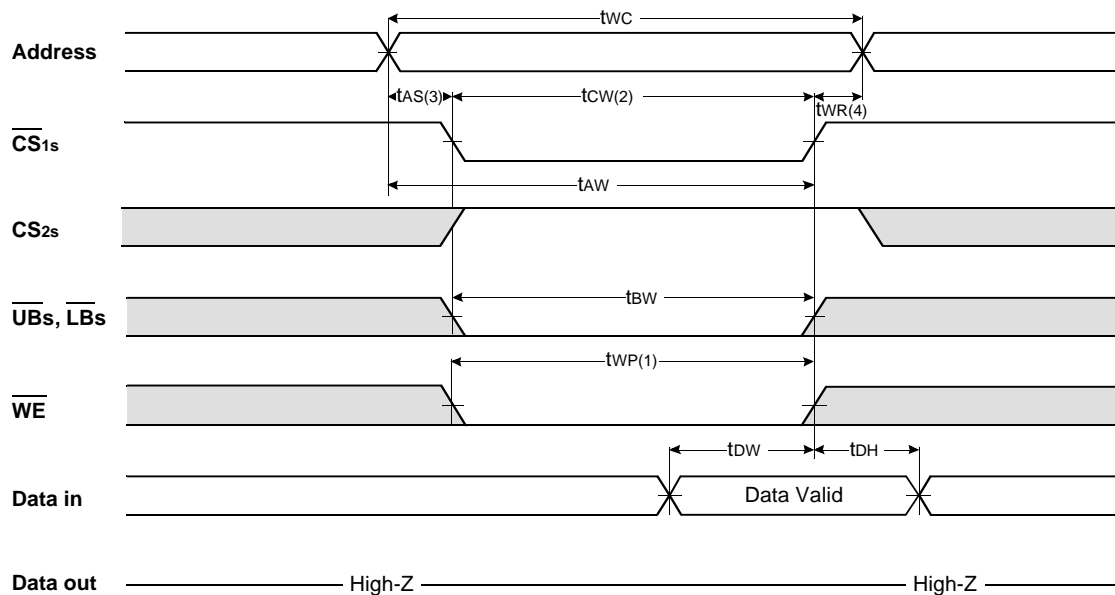 tWC
Address
tAS(3) tCW(2) tWR(4)
CS1s
tAW
CS2s
tBW
UBs, LBs
tWP(1)
WE
tDW tDH
Data in Data Valid
Data out High-Z High-Z